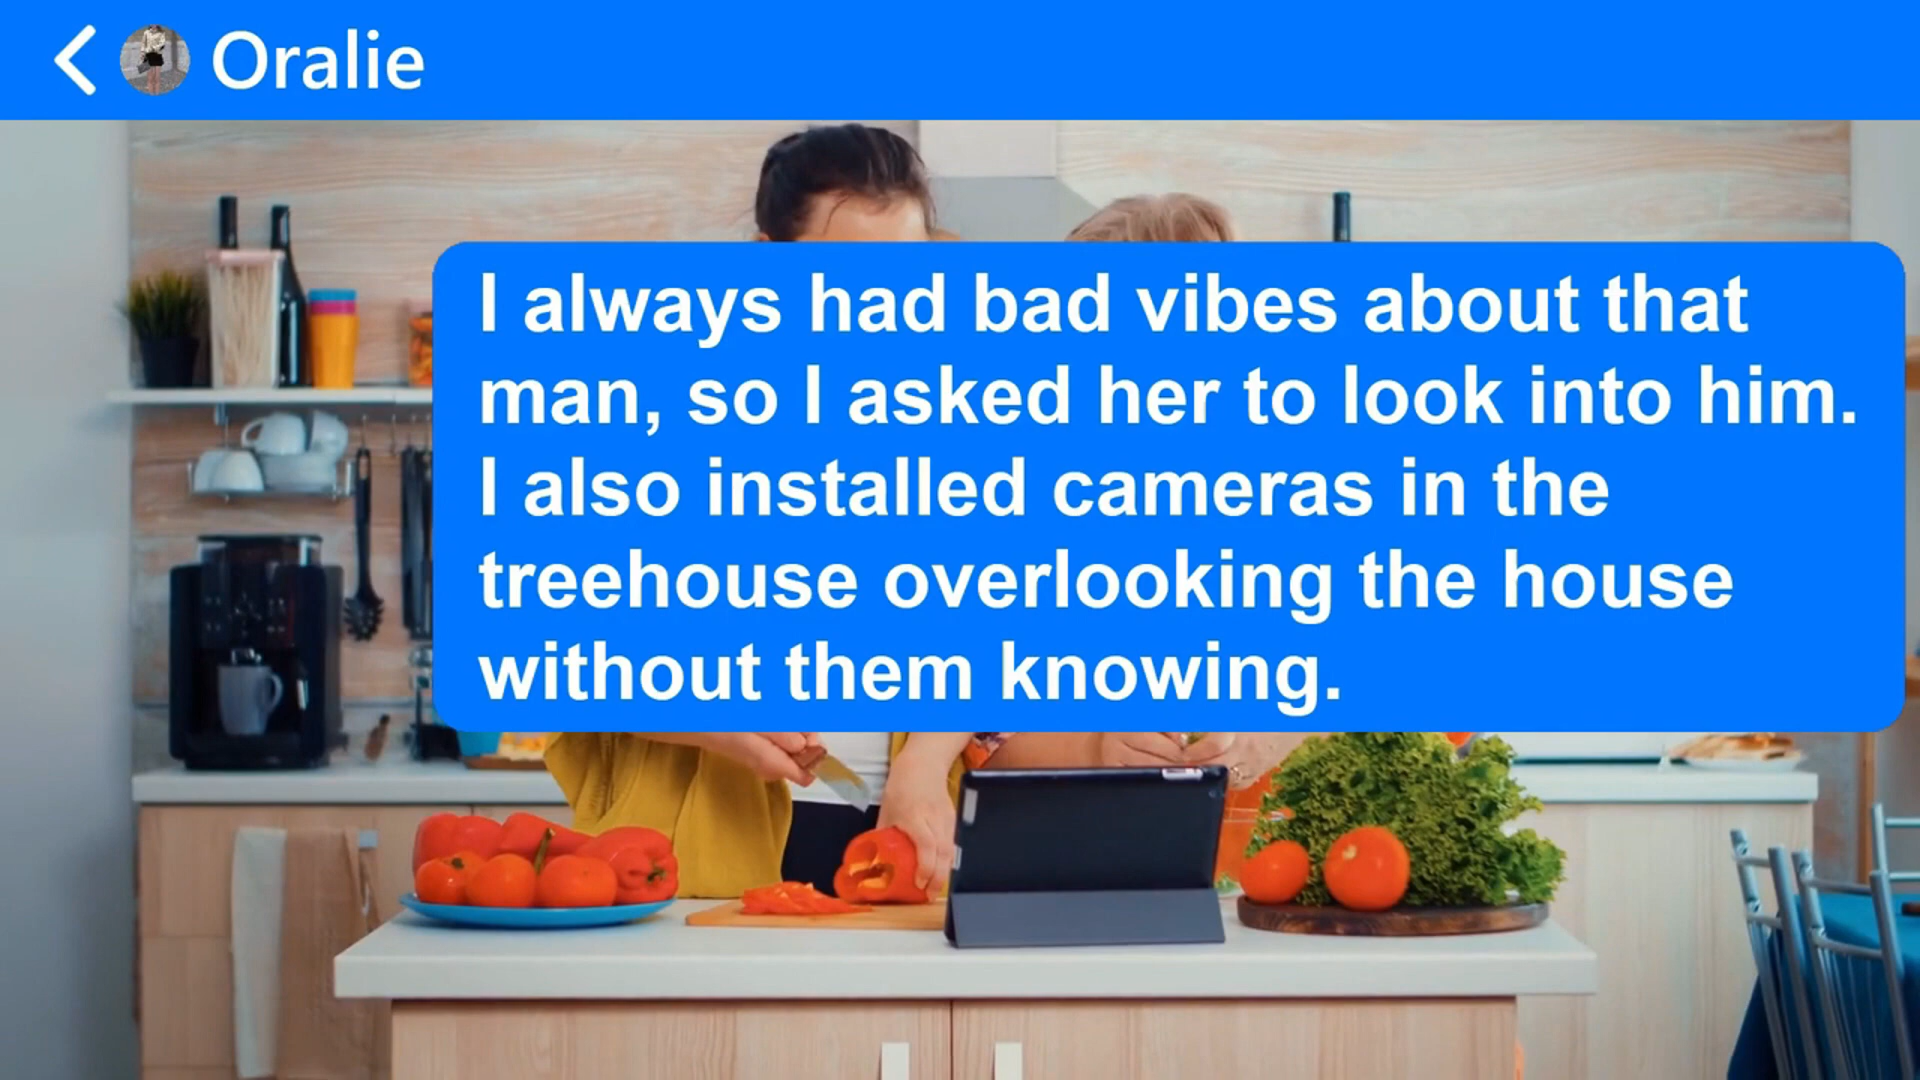 Oralie
I always had bad vibes about that
man, so I asked her to look into him.
I also installed cameras in the
treehouse overlooking the house
without them knowing.